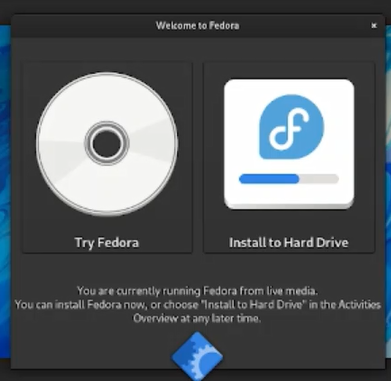 Welcome to Fedora
Try Fedora
Install to Hard Drive
You are currently running Fedora from live media.
You can install Fedora now, or choose "Install to Hard Drive" in the Activities
Overview at any later time.